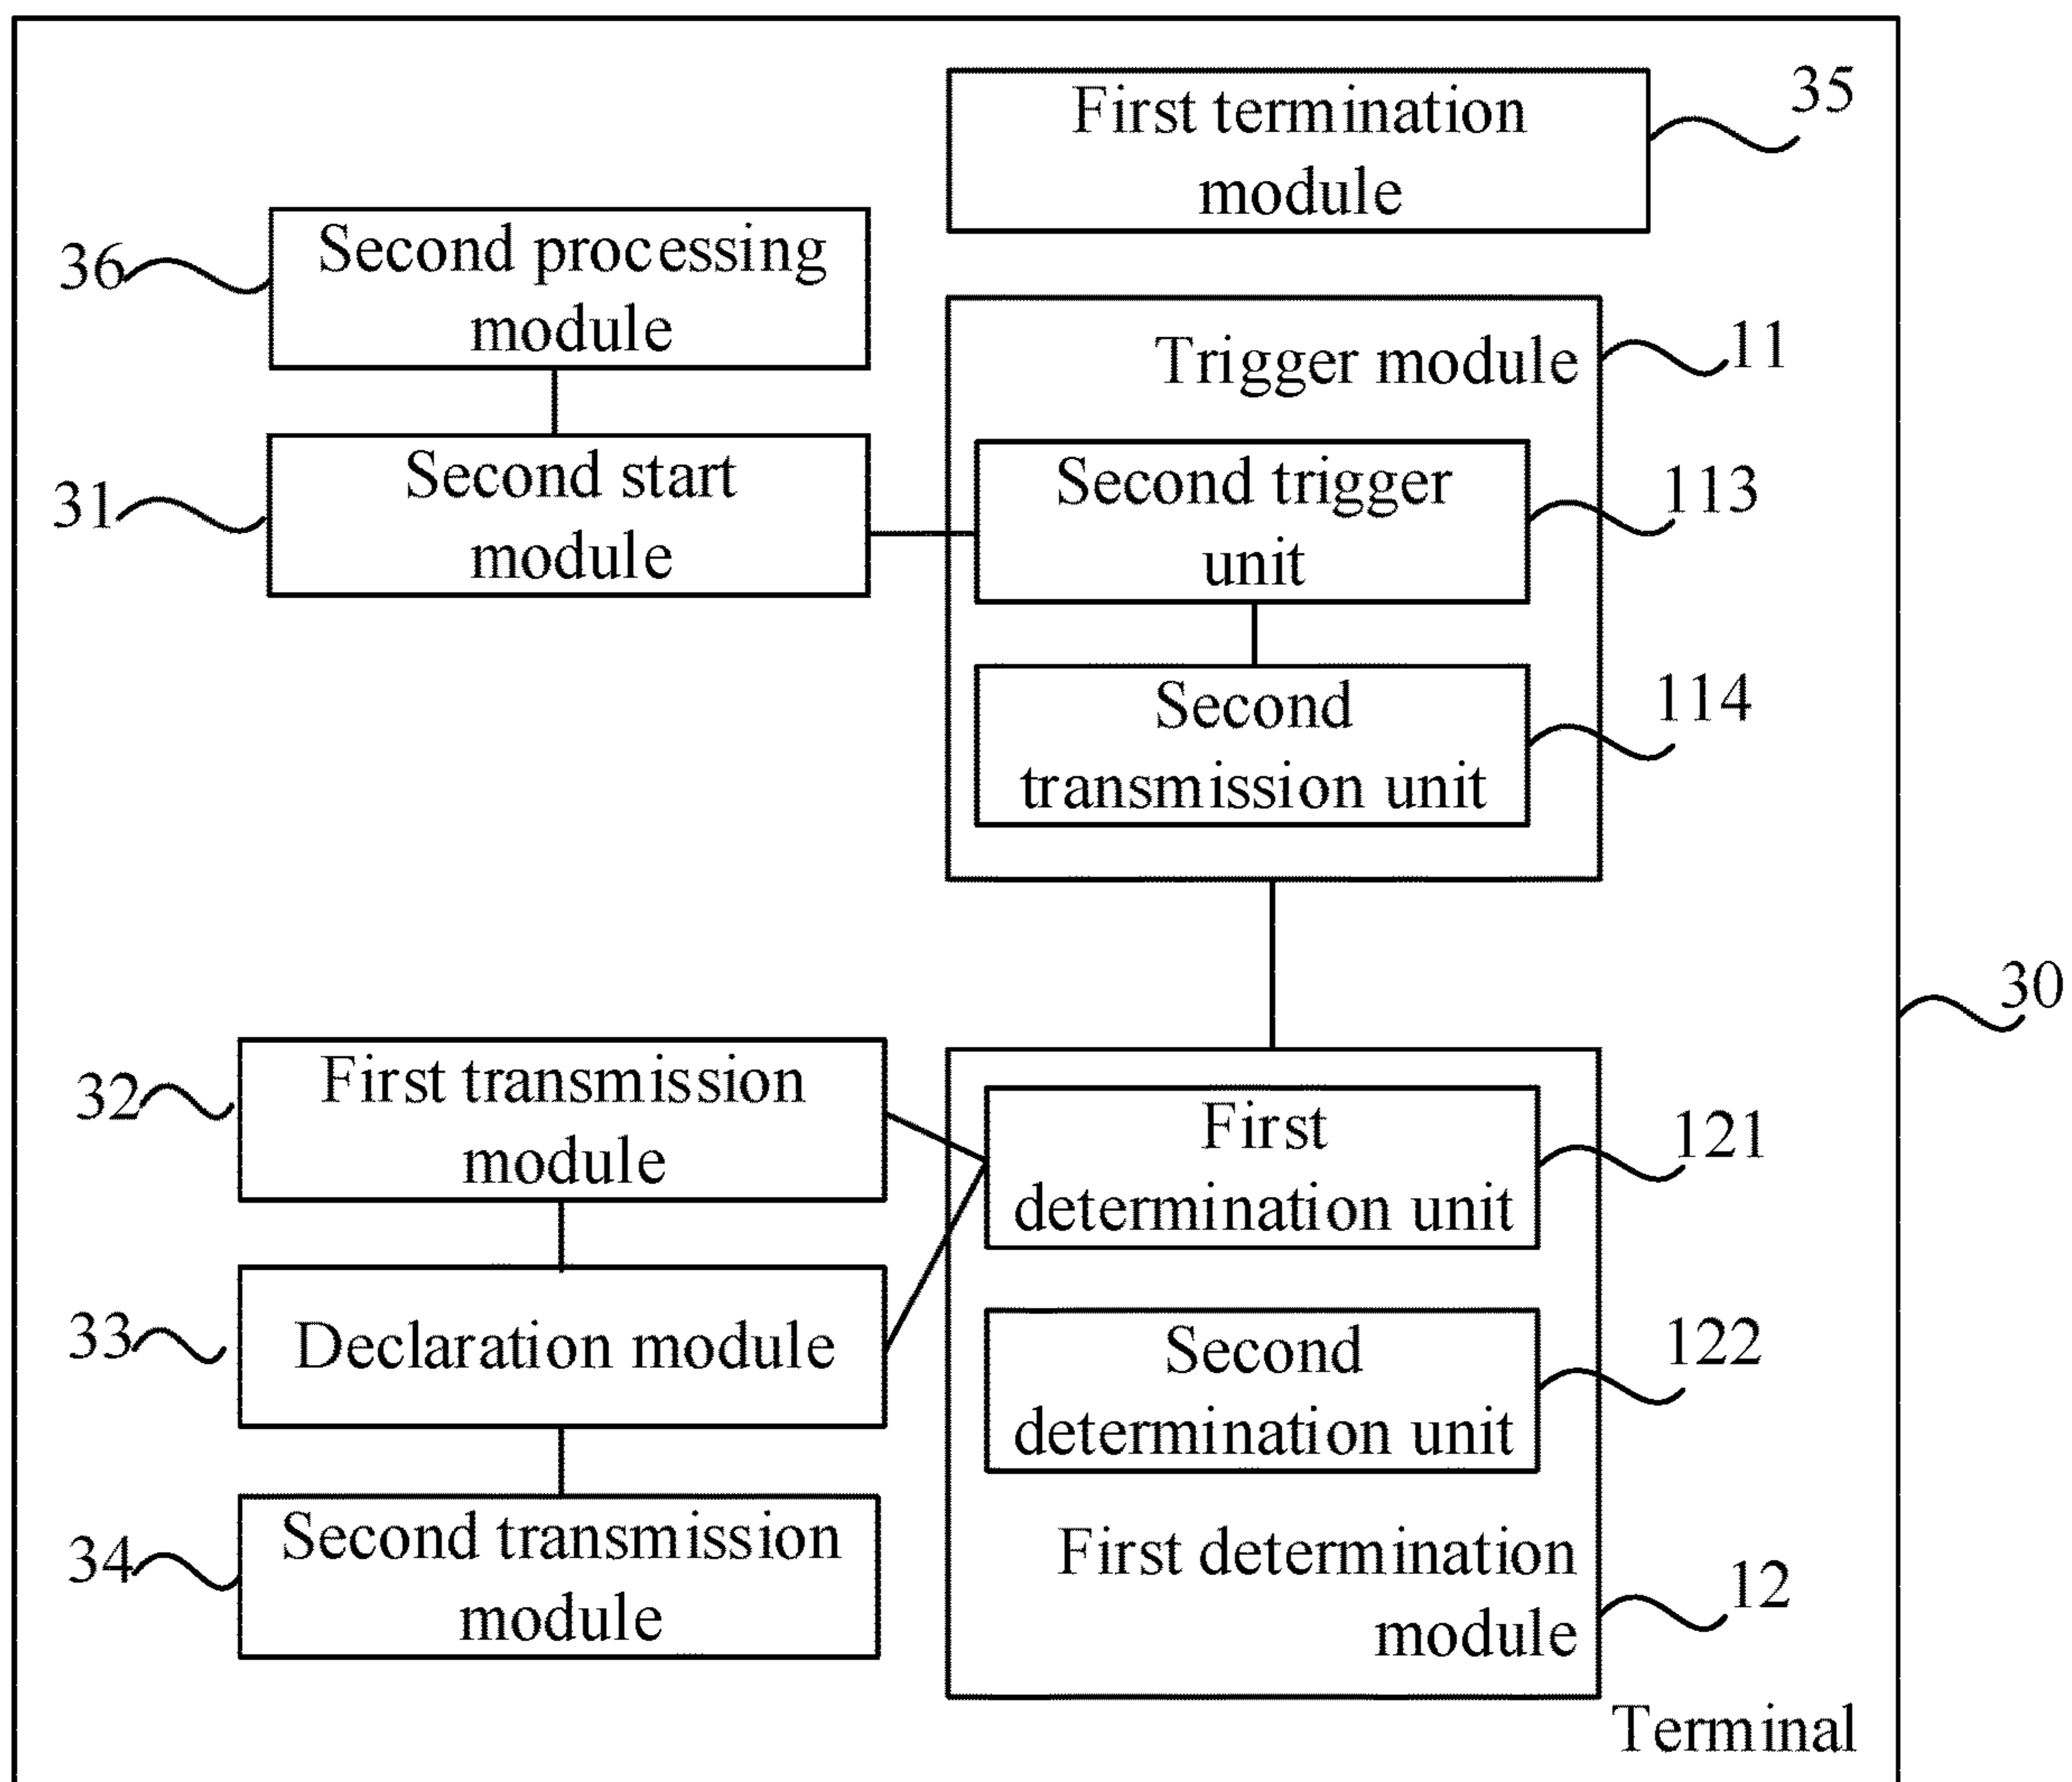 First termination
module
35
36
Second processing
module
Trigger module
11
31
Second start
module
Second trigger
unit
113
Second
transmission unit
114
30
32
First transmission
module
First
determination unit
121
33
Declaration module
Second
determination unit
122
34
Second transmission
module
First determination
module
12
Terminal